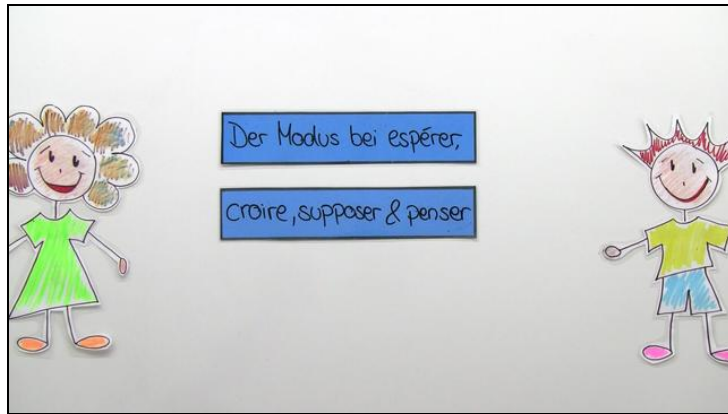 Der Modus bei espérer,
croire, supposer & penser